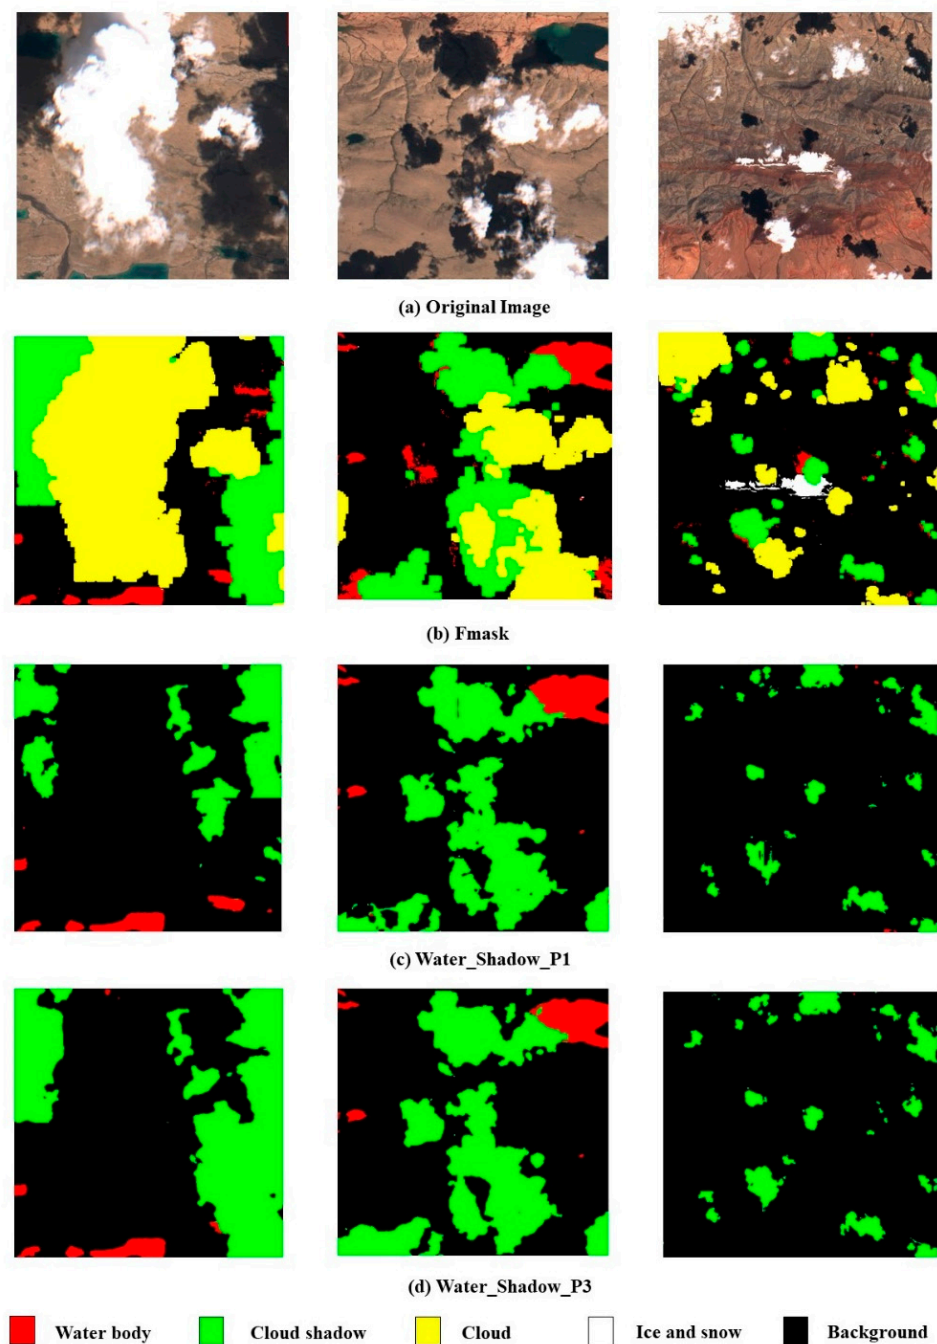 (a) Original Image
(b) Fmask
(c) Water_Shadow_P1
(d) Water_Shadow_P3
Water body Cloud shadow Cloud Ice and snow Background